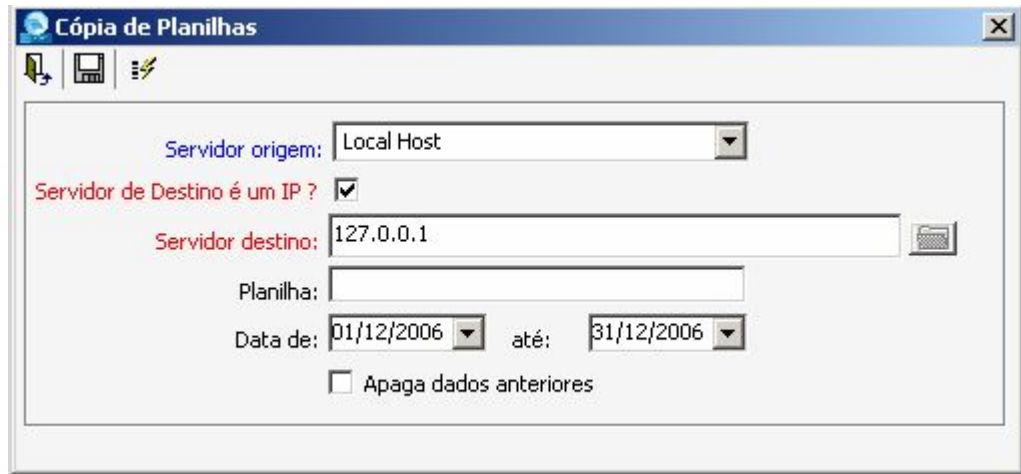 Cópia de Planilhas
Servidor origem: Local Host
Servidor de Destino é um IP ?
Servidor destino: 127.0.0.1
Planilha:
Data de: 01/12/2006 até: 31/12/2006
Apaga dados anteriores